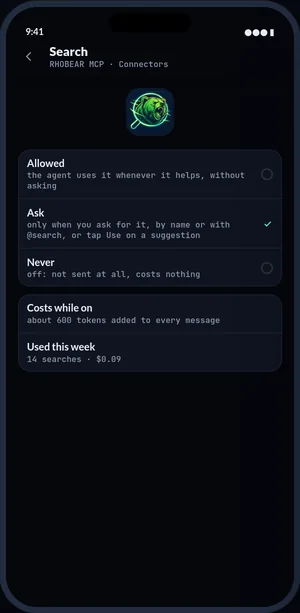 9:41
Search
RHOBEAR MCP · Connectors
Allowed
the agent uses it whenever it helps, without
asking
Ask
only when you ask for it, by name or with
@search, or tap Use on a suggestion
Never
off: not sent at all, costs nothing
Costs while on
about 600 tokens added to every message
Used this week
14 searches · $0.09